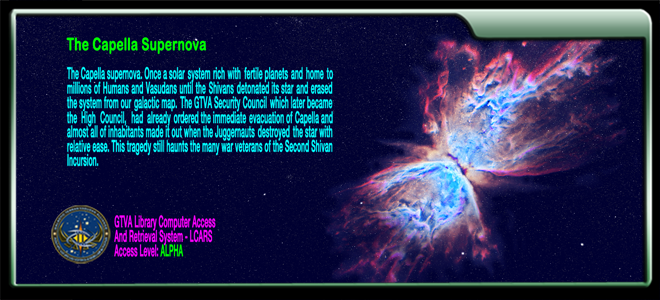 The Capella Supernova
The Capella supernova. Once a solar system rich with fertile planets and home to
millions of Humans and Vasudans until the Shivans detonated its star and erased
the system from our galactic map. The GTVA Security Council which later became
the High Council, had already ordered the immediate evacuation of Capella and
almost all of inhabitants made it out when the Juggernauts destroyed the star with
relative ease. This tragedy still haunts the many war veterans of the Second Shivan
Incursion.
GTVA Library Computer Access
And Retrieval System - LCARS
Access Level: ALPHA